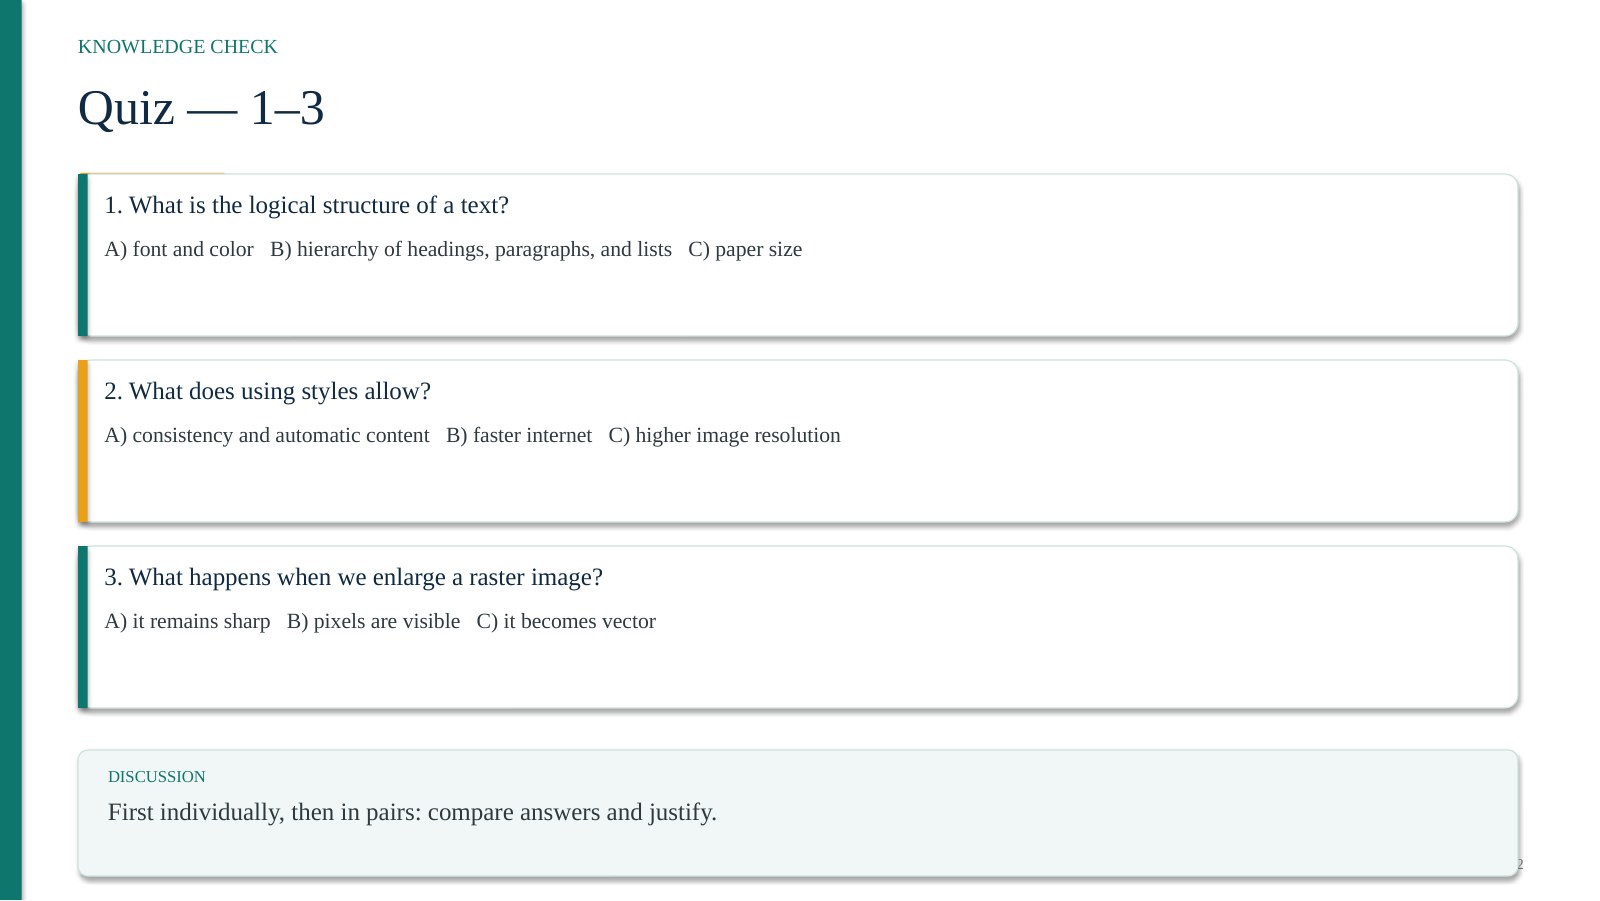 KNOWLEDGE CHECK
Quiz — 1–3
1. What is the logical structure of a text?
A) font and color   B) hierarchy of headings, paragraphs, and lists   C) paper size
2. What does using styles allow?
A) consistency and automatic content   B) faster internet   C) higher image resolution
3. What happens when we enlarge a raster image?
A) it remains sharp   B) pixels are visible   C) it becomes vector
DISCUSSION
First individually, then in pairs: compare answers and justify.